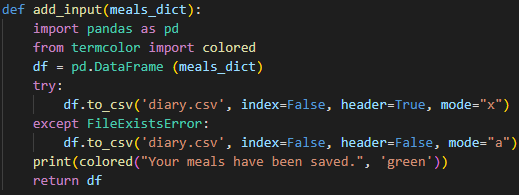 def add_input(meals_dict):
    import pandas as pd
    from termcolor import colored
    df = pd.DataFrame (meals_dict)
    try:
        df.to_csv('diary.csv', index=False, header=True, mode="x")
    except FileExistsError:
        df.to_csv('diary.csv', index=False, header=False, mode="a")
    print(colored("Your meals have been saved.", 'green'))
    return df